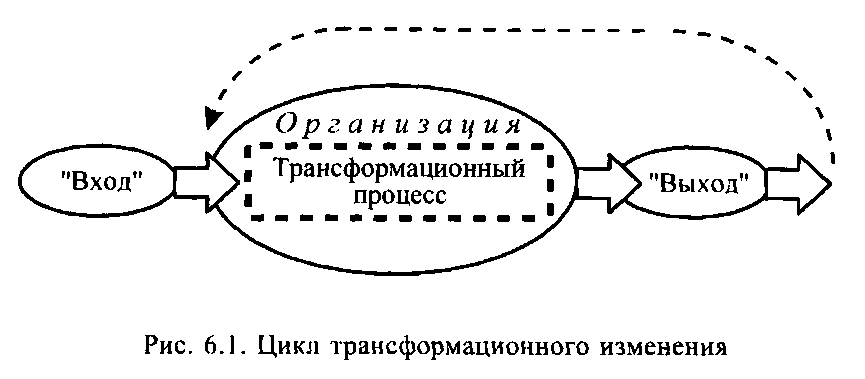 Организация
"Вход"
Трансформационный
процесс
"Выход"
Рис. 6.1. Цикл трансформационного изменения